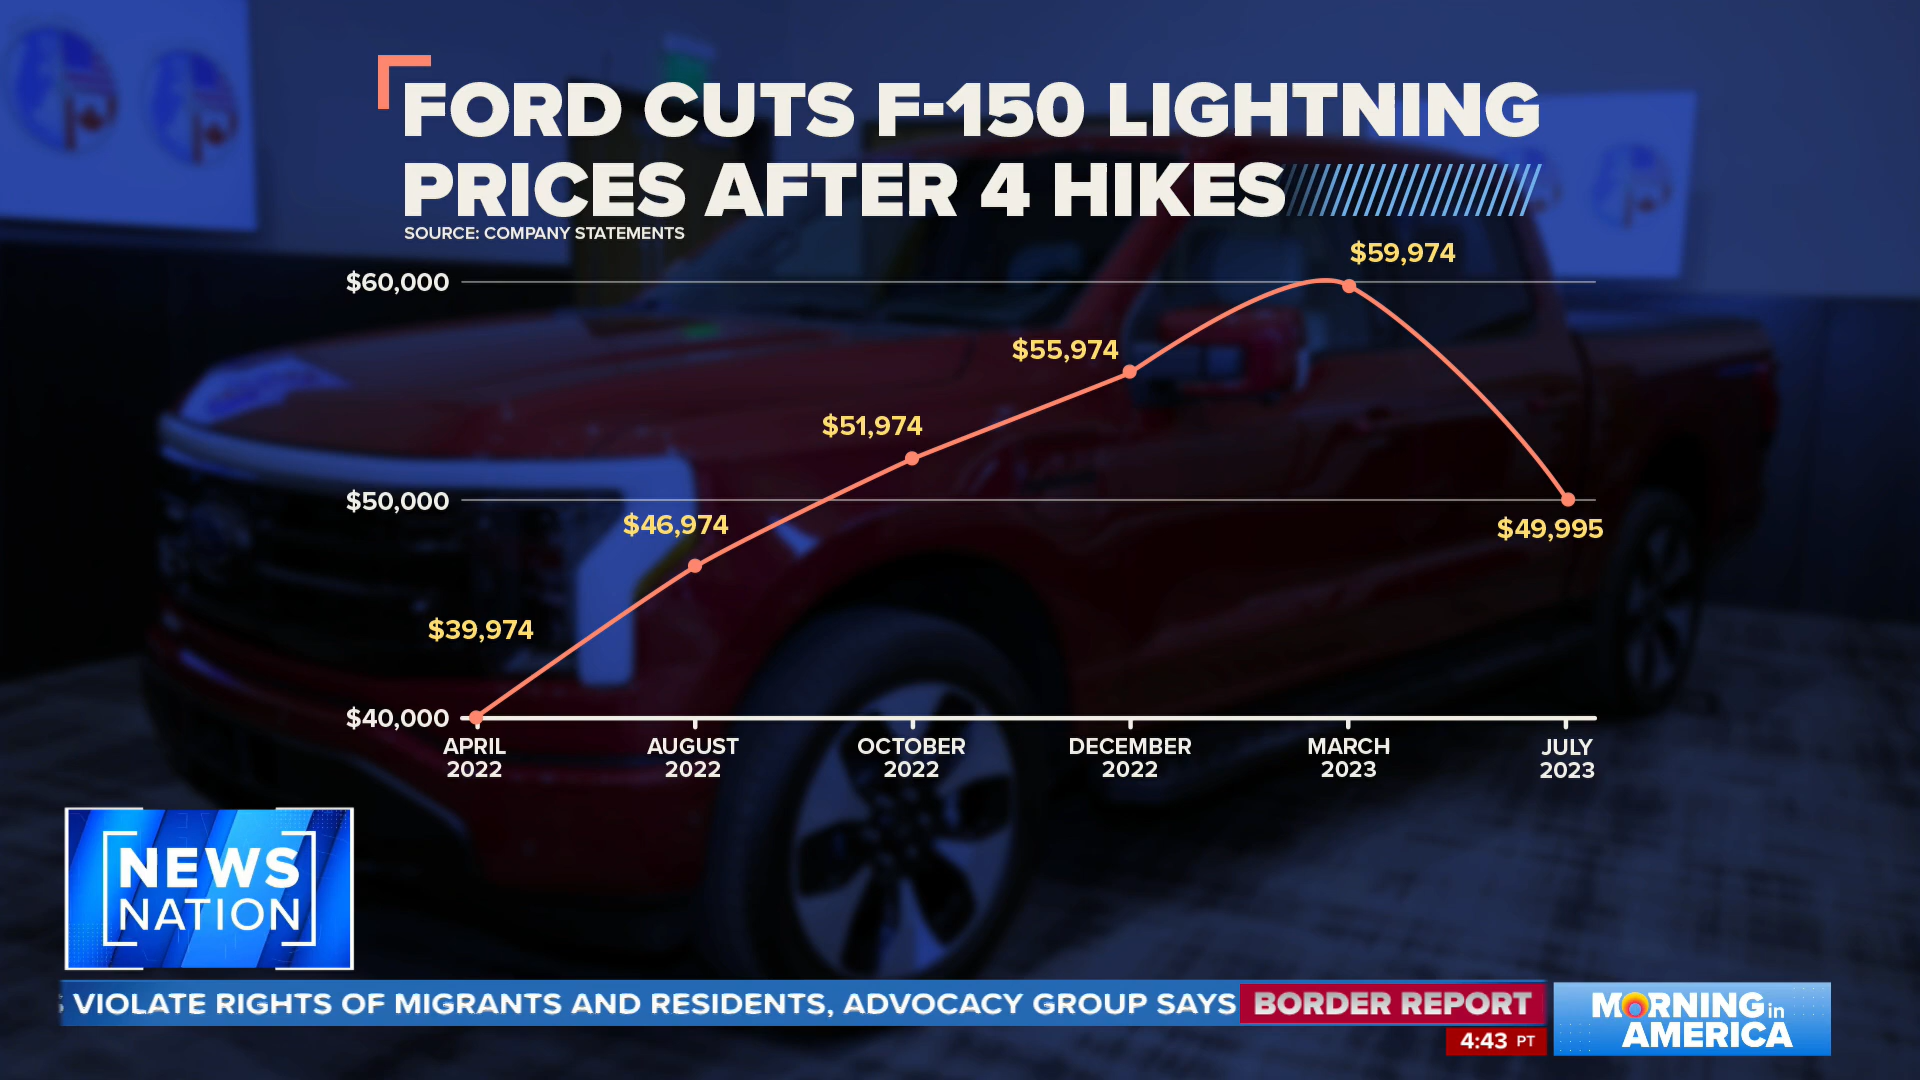 FORD CUTS F-150 LIGHTNING
PRICES AFTER 4 HIKES
SOURCE: COMPANY STATEMENTS
$60,000
$50,000
$40,000
$39,974
$46,974
$51,974
$55,974
$59,974
$49,995
APRIL
2022
AUGUST
2022
OCTOBER
2022
DECEMBER
2022
MARCH
2023
JULY
2023
NEWS
NATION
VIOLATE RIGHTS OF MIGRANTS AND RESIDENTS, ADVOCACY GROUP SAYS
BORDER REPORT
4:43 PT
MORNING in
AMERICA